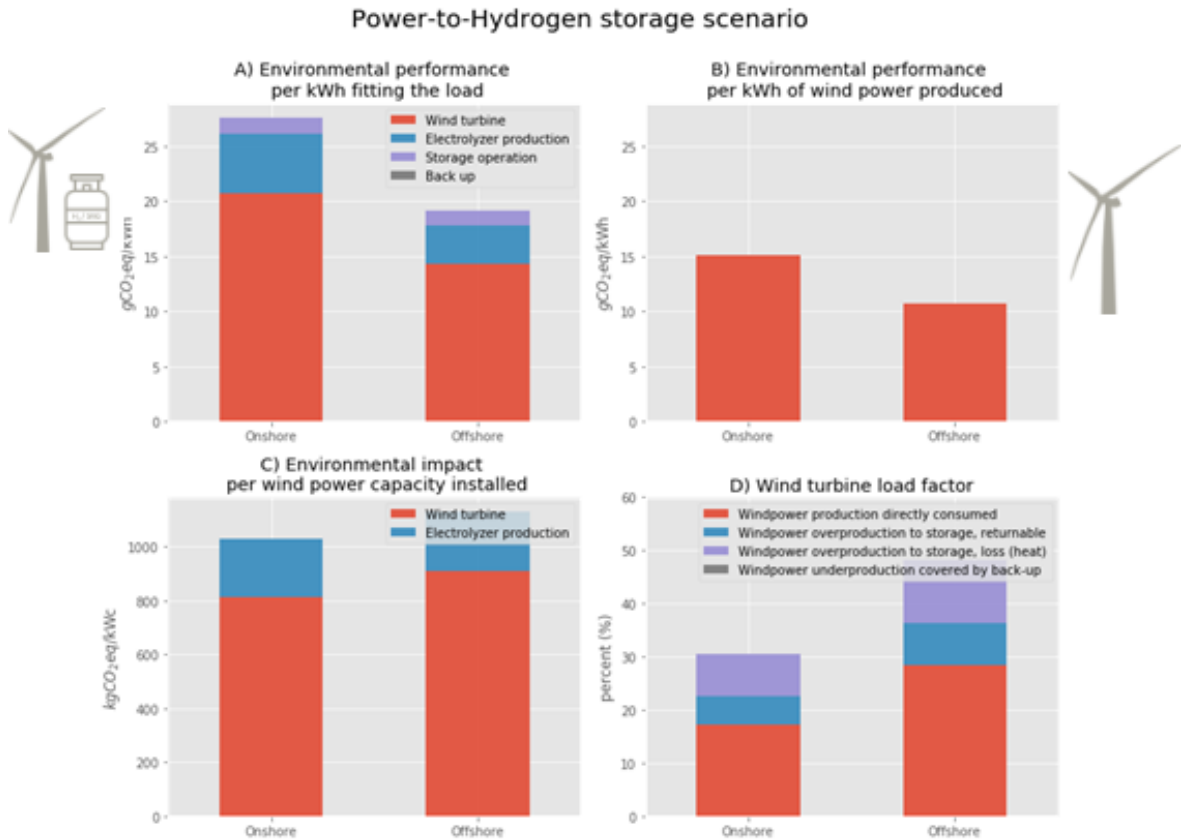 Power-to-Hydrogen storage scenario
A) Environmental performance
per kWh fitting the load
gCO₂eq/kWh
25
20
15
10
5
0
Wind turbine
Electrolyzer production
Storage operation
Back up
Onshore
Offshore
B) Environmental performance
per kWh of wind power produced
gCO₂eq/kWh
25
20
15
10
5
0
Onshore
Offshore
C) Environmental impact
per wind power capacity installed
kgCO₂eq/kWc
1000
800
600
400
200
0
Wind turbine
Electrolyzer production
Onshore
Offshore
D) Wind turbine load factor
percent (%)
60
50
40
30
20
10
0
Windpower production directly consumed
Windpower overproduction to storage, returnable
Windpower overproduction to storage, loss (heat)
Windpower underproduction covered by back-up
Onshore
Offshore